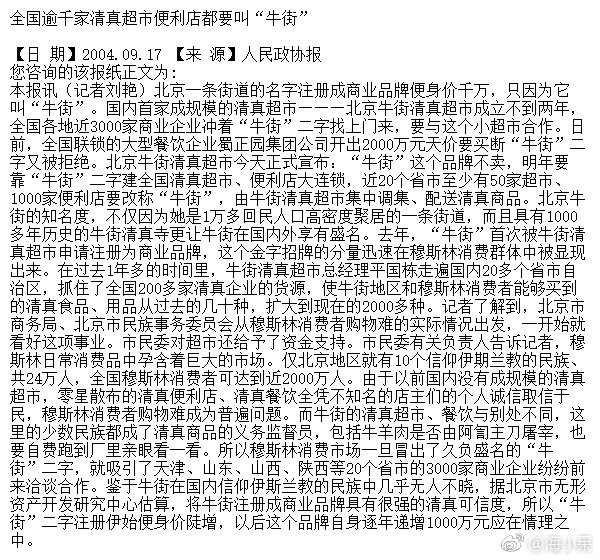 全国逾千家清真超市便利店都要叫“牛街”
【日 期】2004.09.17 【来 源】人民政协报
您咨询的该报纸正文为:
本报讯（记者刘艳）北京一条街道的名字注册成商业品牌便身价千万，只因为它
叫“牛街”。国内首家成规模的清真超市———北京牛街清真超市成立不到两年，
全国各地近3000家商业企业冲着“牛街”二字找上门来，要与这个小超市合作。日
前，全国联锁的大型餐饮企业蜀正园集团公司开出2000万元天价要买断“牛街”二
字又被拒绝。北京牛街清真超市今天正式宣布：“牛街”这个品牌不卖，明年要
靠“牛街”二字建全国清真超市、便利店大连锁，近20个省市至少有50家超市、
1000家便利店要改称“牛街”，由牛街清真超市集中调集、配送清真商品。北京牛
街的知名度，不仅因为她是1万多回民人口高密度聚居的一条街道，而且具有1000
多年历史的牛街清真寺更让牛街在国内外享有盛名。去年，“牛街”首次被牛街清
真超市申请注册为商业品牌，这个金字招牌的分量迅速在穆斯林消费群体中被显现
出来。在过去1年多的时间里，牛街清真超市总经理平国栋走遍国内20多个省市自
治区，抓住了全国200多家清真企业的货源，使牛街地区和穆斯林消费者能够买到
的清真食品、用品从过去的几十种，扩大到现在的2000多种。记者了解到，北京市
商务局、北京市民族事务委员会从穆斯林消费者购物难的实际情况出发，一开始就
看好这项事业。市民委对超市还给予了资金支持。市民委有关负责人告诉记者，穆
斯林日常消费品中孕含着巨大的市场。仅北京地区就有10个信仰伊斯兰教的民族、
共24万人，全国穆斯林消费者可达到近2000万人。由于以前国内没有成规模的清真
超市，零星散布的清真便利店、清真餐饮全凭不知名的店主们的个人诚信取信于
民，穆斯林消费者购物难成为普遍问题。而牛街的清真超市、餐饮与别处不同，这
里的少数民族都成了清真商品的义务监督员，包括牛羊肉是否由阿訇主刀屠宰，也
要自费跑到厂里亲眼看一看。所以穆斯林消费市场一旦冒出了久负盛名的“牛
街”二字，就吸引了天津、山东、山西、陕西等20个省市的3000家商业企业纷纷前
来洽谈合作。鉴于牛街在国内信仰伊斯兰教的民族中几乎无人不晓，据北京市无形
资产开发研究中心估算，将牛街注册成商业品牌具有很强的清真可信度，所以“牛
街”二字注册伊始便身价陡增，以后这个品牌自身逐年递增1000万元应在情理之
中。
@海小呆